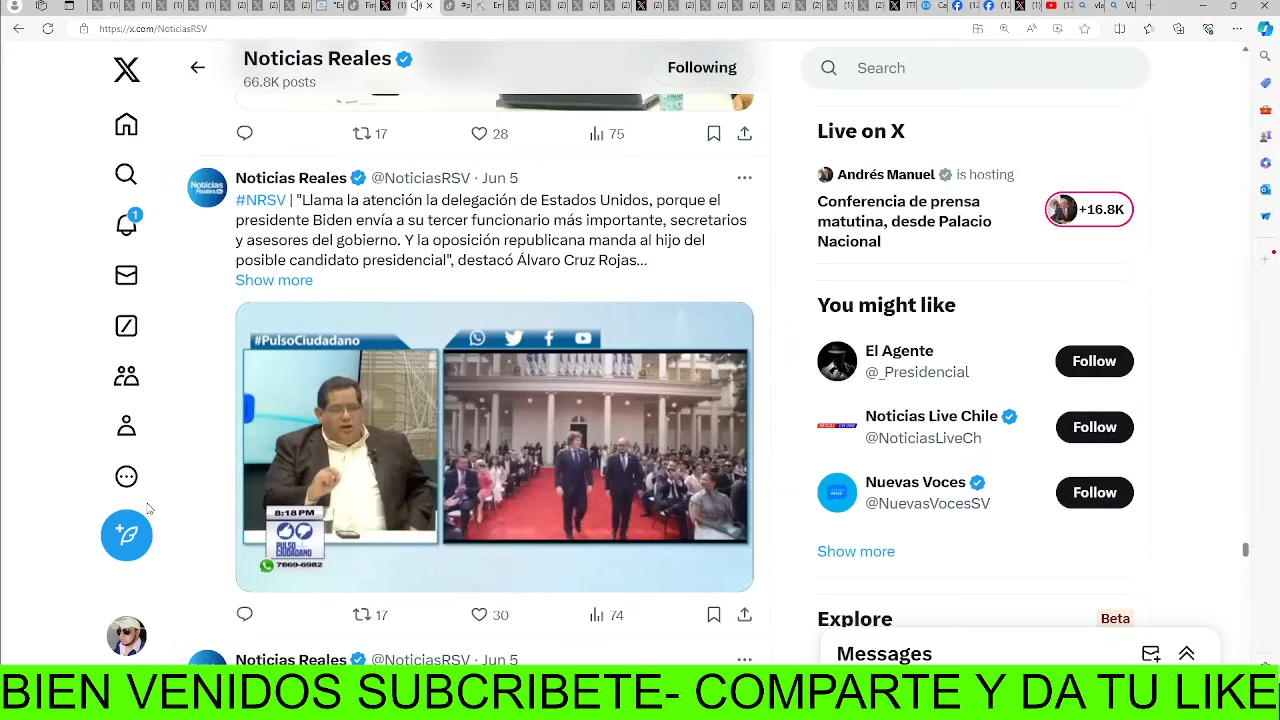 https://x.com/NoticiasRSV
Noticias Reales
66.8K posts
Following
Search
17
28
75
Noticias Reales @NoticiasRSV · Jun 5
#NRSV | "Llama la atención la delegación de Estados Unidos, porque el
presidente Biden envía a su tercer funcionario más importante, secretarios
y asesores del gobierno. Y la oposición republicana manda al hijo del
posible candidato presidencial", destacó Álvaro Cruz Rojas...
Show more
#PulsoCiudadano
8:18 PM
PULSO
CIUDADANO
7869-6982
17
30
74
Noticias Reales @NoticiasRSV · Jun 5
1
Live on X
Andrés Manuel is hosting
Conferencia de prensa
matutina, desde Palacio
Nacional
+16.8K
You might like
El Agente
@_Presidencial
Follow
Noticias Live Chile
@NoticiasLiveCh
Follow
Nuevas Voces
@NuevasVocesSV
Follow
Show more
Explore
Beta
Messages
BIEN VENIDOS SUBCRIBETE- COMPARTE Y DA TU LIKE